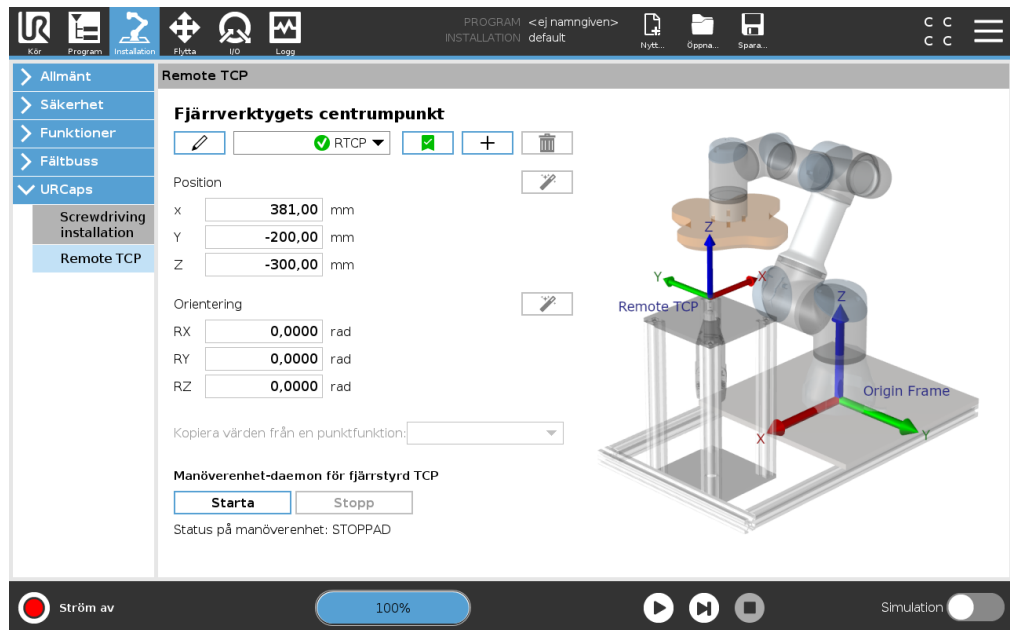 UR
PROGRAM <ej namngiven>
INSTALLATION default
C C
C C
Kör Program Installation Flytta I/O Logg Nytt... Öppna... Spara...
Allmänt
Säkerhet
Funktioner
Fältbuss
URCaps
Screwdriving
installation
Remote TCP
Remote TCP
Fjärrverktygets centrumpunkt
RTCP
Position
X 381,00 mm
Y -200,00 mm
Z -300,00 mm
Orientering
RX 0,0000 rad
RY 0,0000 rad
RZ 0,0000 rad
Kopiera värden från en punktfunktion:
Manöverenhet-daemon för fjärrstyrd TCP
Starta Stopp
Status på manöverenhet: STOPPAD
Z
Y X
Remote TCP
Z
Origin Frame
X Y
Ström av 100% Simulation